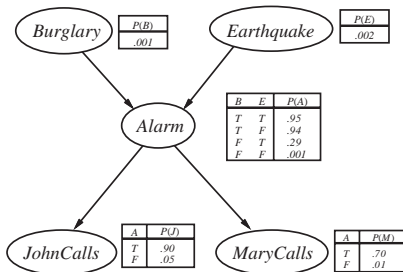 Burglary
P(B)
.001
Earthquake
P(E)
.002
Alarm
B E P(A)
T T .95
T F .94
F T .29
F F .001
JohnCalls
A P(J)
T .90
F .05
MaryCalls
A P(M)
T .70
F .01